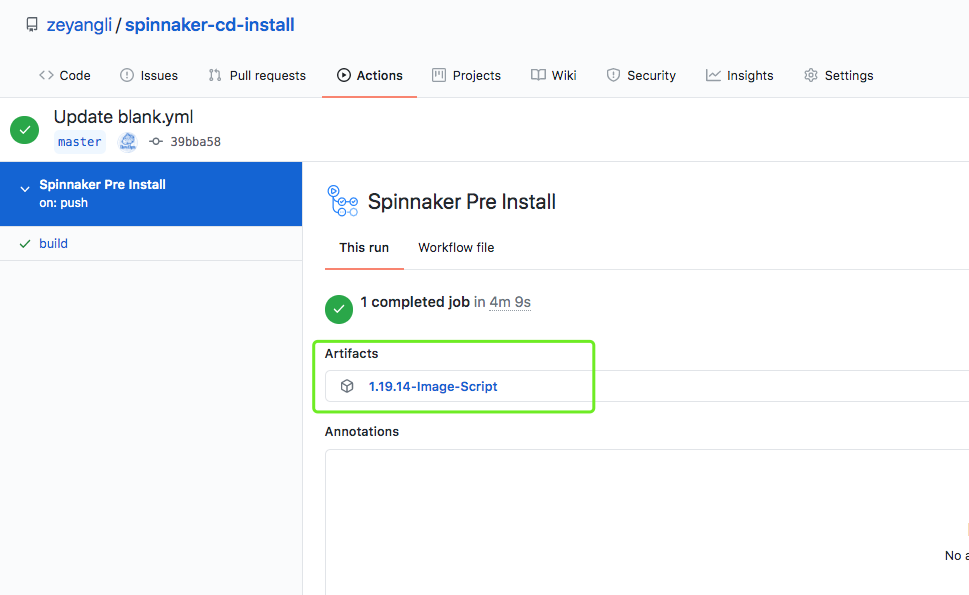 zeyangli / spinnaker-cd-install
Code Issues Pull requests Actions Projects Wiki Security Insights Settings
Update blank.yml
master 39bba58
Spinnaker Pre Install
on: push
build
Spinnaker Pre Install
This run Workflow file
1 completed job in 4m 9s
Artifacts
1.19.14-Image-Script
Annotations
No